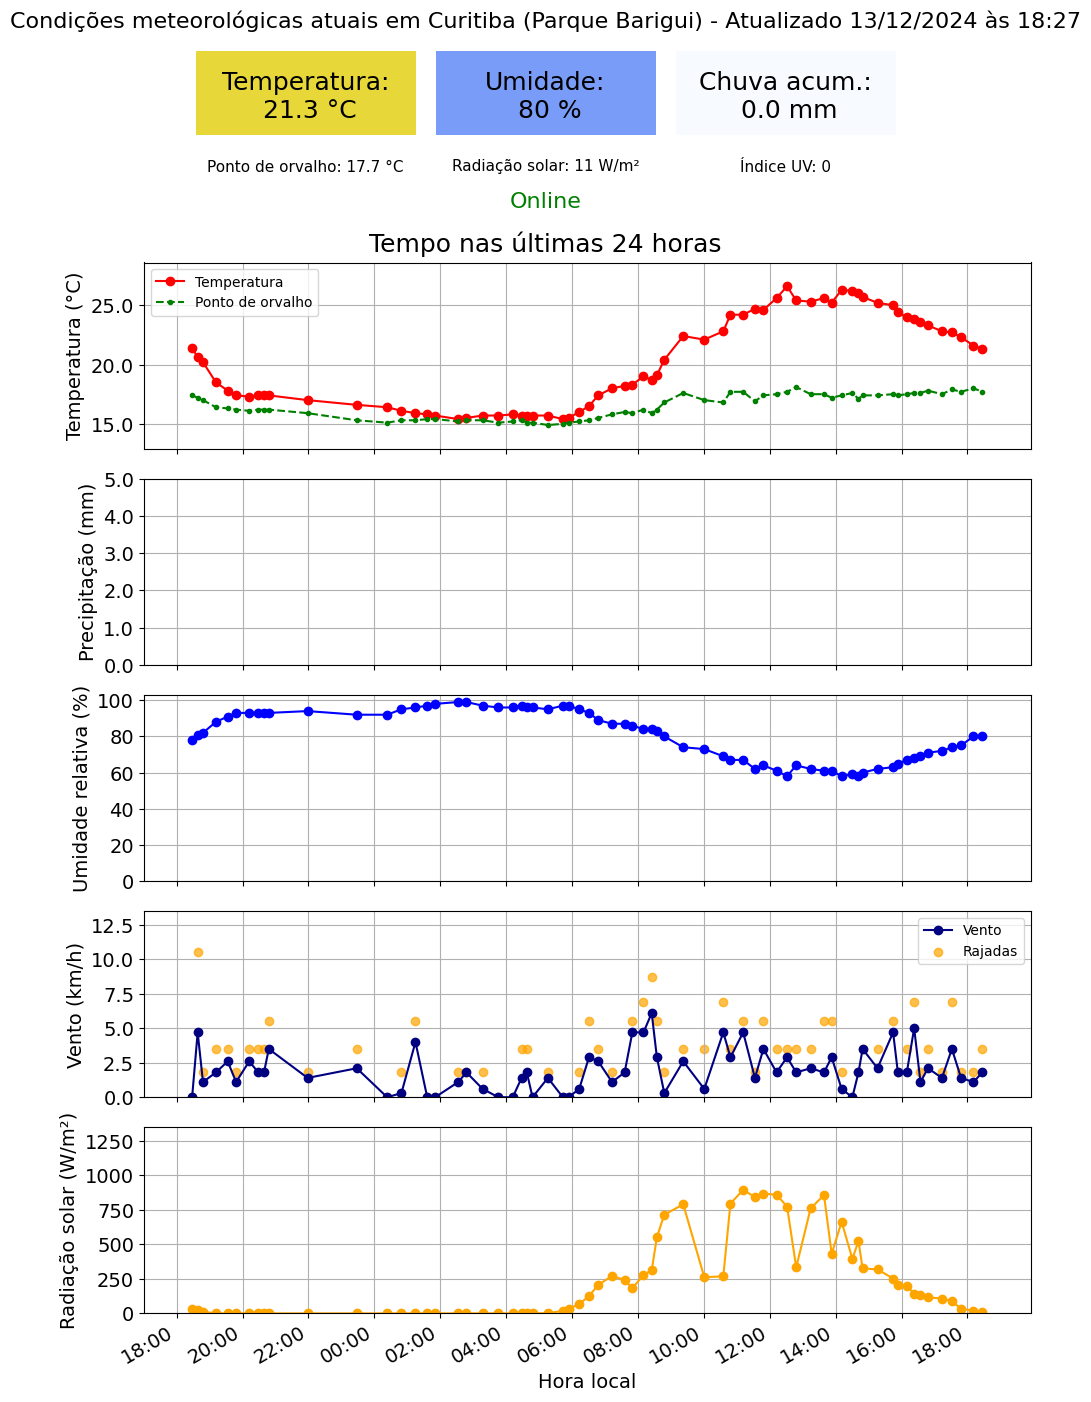 Condições meteorológicas atuais em Curitiba (Parque Barigui) - Atualizado 13/12/2024 às 18:27
Temperatura:
21.3 °C
Umidade:
80 %
Chuva acum.:
0.0 mm
Ponto de orvalho: 17.7 °C
Radiação solar: 11 W/m²
Índice UV: 0
Online
Tempo nas últimas 24 horas
Temperatura (°C)
25.0
20.0
15.0
Temperatura
Ponto de orvalho
Precipitação (mm)
5.0
4.0
3.0
2.0
1.0
0.0
Umidade relativa (%)
100
80
60
40
20
0
Vento (km/h)
12.5
10.0
7.5
5.0
2.5
0.0
Vento
Rajadas
Radiação solar (W/m²)
1250
1000
750
500
250
0
18:00
20:00
22:00
00:00
02:00
04:00
06:00
08:00
10:00
12:00
14:00
16:00
18:00
Hora local